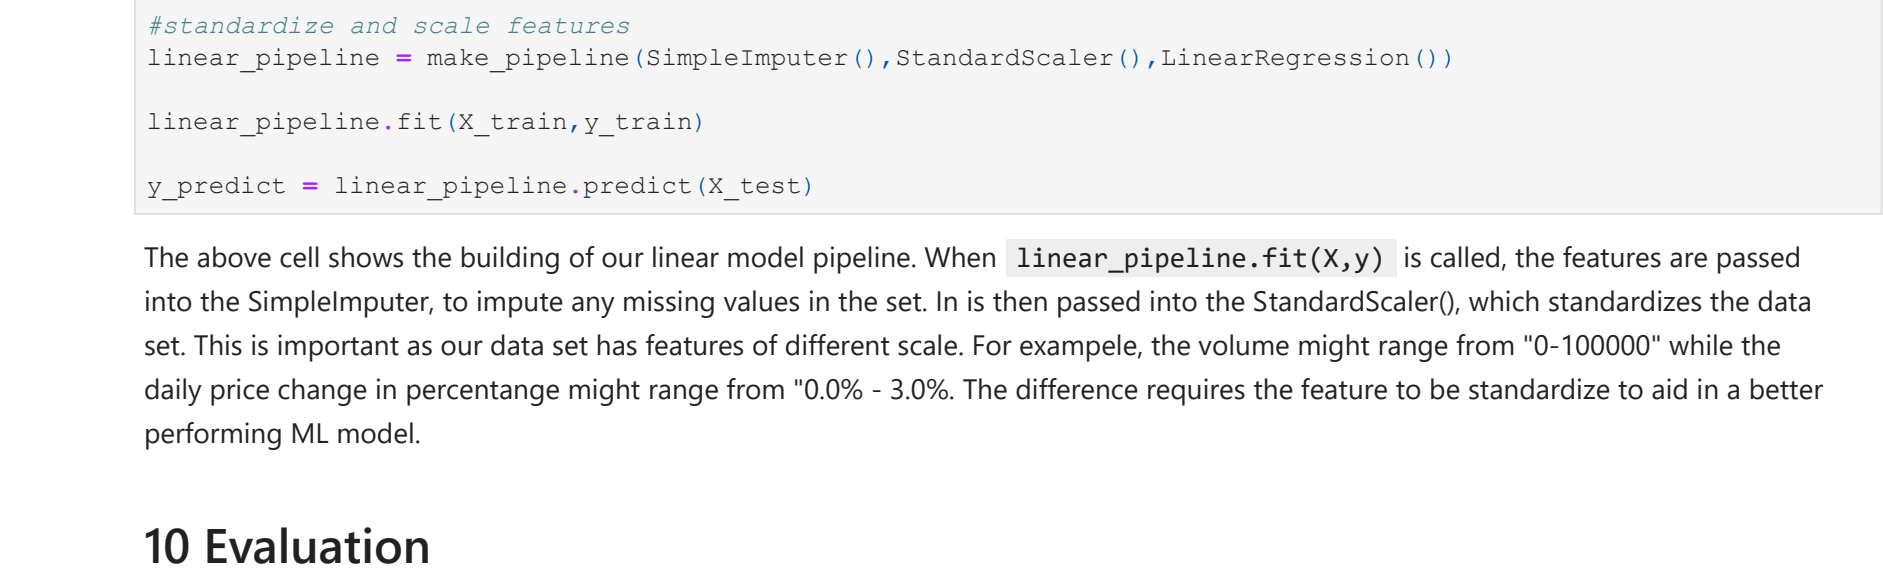 #standardize and scale features
linear_pipeline = make_pipeline(SimpleImputer(),StandardScaler(),LinearRegression())
linear_pipeline.fit(X_train,y_train)
y_predict = linear_pipeline.predict(X_test)
The above cell shows the building of our linear model pipeline. When linear_pipeline.fit(X,y) is called, the features are passed
into the SimpleImputer, to impute any missing values in the set. In is then passed into the StandardScaler(), which standardizes the data
set. This is important as our data set has features of different scale. For exampele, the volume might range from "0-100000" while the
daily price change in percentange might range from "0.0% - 3.0%. The difference requires the feature to be standardize to aid in a better
performing ML model.
10 Evaluation